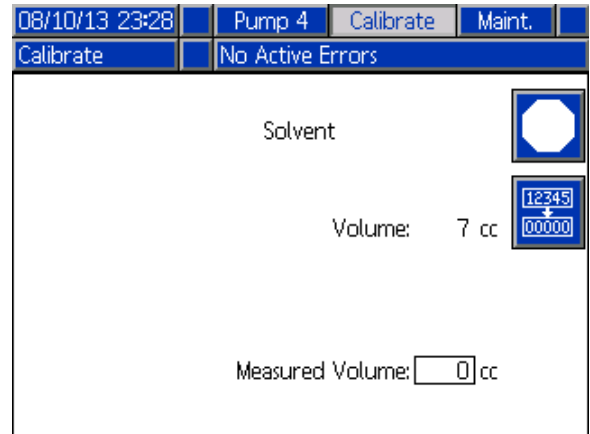 08/10/13 23:28 Pump 4 Calibrate Maint.
Calibrate No Active Errors
Solvent
12345
Volume: 7 cc
00000
Measured Volume: 0 cc